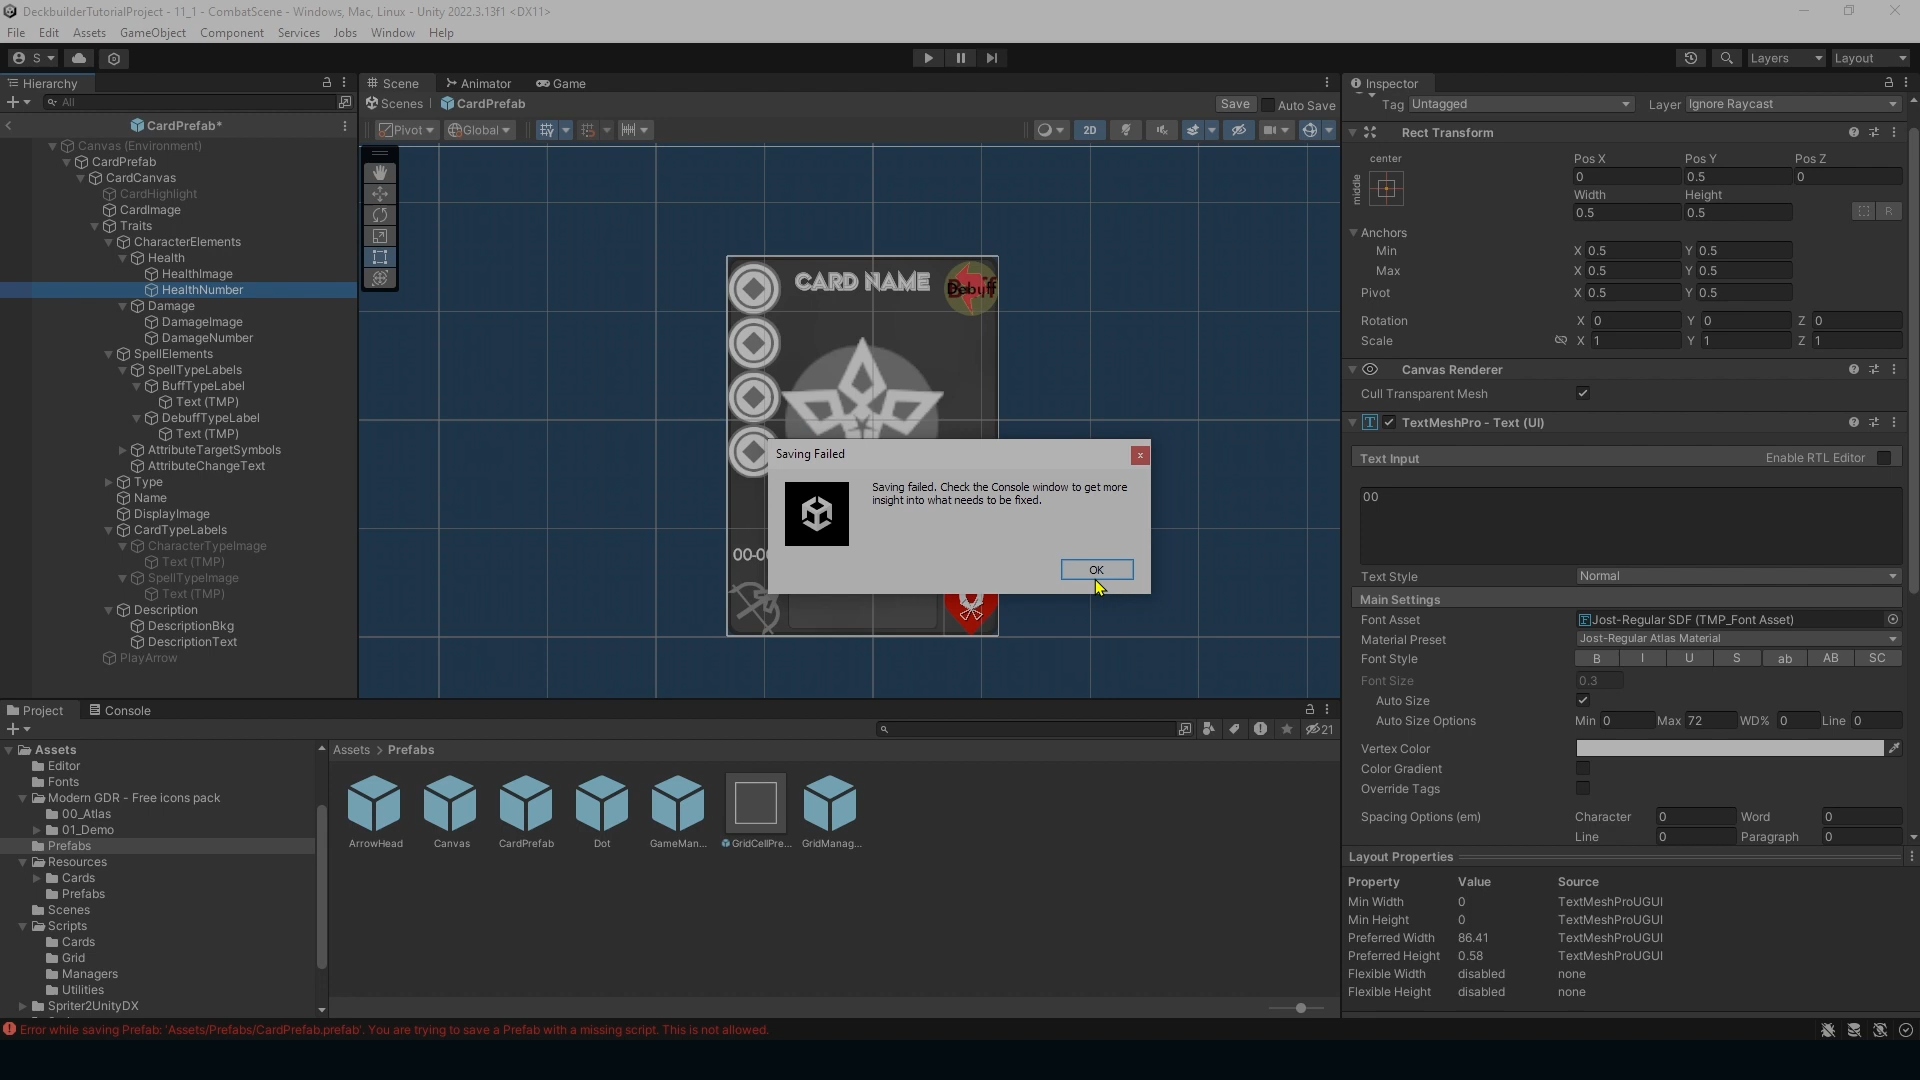 DeckbuilderTutorialProject - 11_1 - CombatScene - Windows, Mac, Linux - Unity 2022.3.13f1 <DX11>
File Edit Assets GameObject Component Services Jobs Window Help
S Layers Layout
Hierarchy
All
CardPrefab*
Canvas (Environment)
CardPrefab
CardCanvas
CardHighlight
CardImage
Traits
CharacterElements
Health
HealthImage
HealthNumber
Damage
DamageImage
DamageNumber
SpellElements
SpellTypeLabels
BuffTypeLabel
Text (TMP)
DebuffTypeLabel
Text (TMP)
AttributeTargetSymbols
AttributeChangeText
Type
Name
DisplayImage
CardTypeLabels
CharacterTypeImage
Text (TMP)
SpellTypeImage
Text (TMP)
Description
DescriptionBkg
DescriptionText
PlayArrow
Scene Animator Game
Scenes CardPrefab Save Auto Save
Pivot Global 2D
CARD NAME
Debuff
00-00
Saving Failed
x
Saving failed. Check the Console window to get more
insight into what needs to be fixed.
OK
Inspector
Tag Untagged Layer Ignore Raycast
Rect Transform
center
middle
Pos X Pos Y Pos Z
0 0.5 0
Width Height
0.5 0.5 R
Anchors
Min X 0.5 Y 0.5
Max X 0.5 Y 0.5
Pivot X 0.5 Y 0.5
Rotation X 0 Y 0 Z 0
Scale X 1 Y 1 Z 1
Canvas Renderer
Cull Transparent Mesh
TextMeshPro - Text (UI)
Text Input Enable RTL Editor
00
Text Style Normal
Main Settings
Font Asset Jost-Regular SDF (TMP_Font Asset)
Material Preset Jost-Regular Atlas Material
Font Style B I U S ab AB SC
Font Size 0.3
Auto Size
Auto Size Options Min 0 Max 72 WD% 0 Line 0
Vertex Color
Color Gradient
Override Tags
Spacing Options (em) Character 0 Word 0
Line 0 Paragraph 0
Layout Properties
Property Value Source
Min Width 0 TextMeshProUGUI
Min Height 0 TextMeshProUGUI
Preferred Width 86.41 TextMeshProUGUI
Preferred Height 0.58 TextMeshProUGUI
Flexible Width disabled none
Flexible Height disabled none
Project Console
21
Assets
Editor
Fonts
Modern GDR - Free icons pack
00_Atlas
01_Demo
Prefabs
Resources
Cards
Prefabs
Scenes
Scripts
Cards
Grid
Managers
Utilities
Spriter2UnityDX
Assets > Prefabs
ArrowHead Canvas CardPrefab Dot GameMan... GridCellPre... GridManag...
Error while saving Prefab: 'Assets/Prefabs/CardPrefab.prefab'. You are trying to save a Prefab with a missing script. This is not allowed.